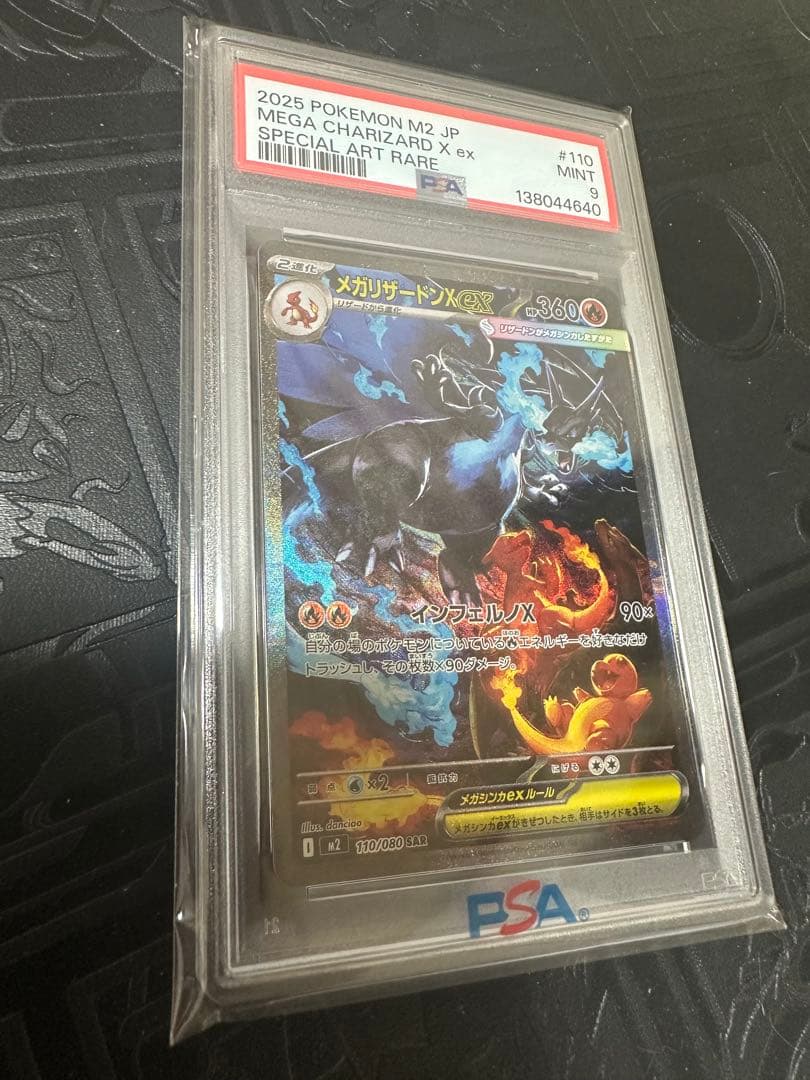 2025 POKEMON M2 JP #110
MEGA CHARIZARD X ex MINT
SPECIAL ART RARE 9
PSA 138044640
2進化
メガリザードンXex HP360
リザードから進化
リザードンがメガシンカしたすがた
インフェルノX 90×
自分の場のポケモンについているエネルギーを好きなだけ
トラッシュし、その枚数×90ダメージ。
弱点 ×2 抵抗力 にげる
メガシンカexルール
メガシンカexがきぜつしたとき、相手はサイドを3枚とる。
Illus. danciao
I M2 110/080 SAR
PSA®